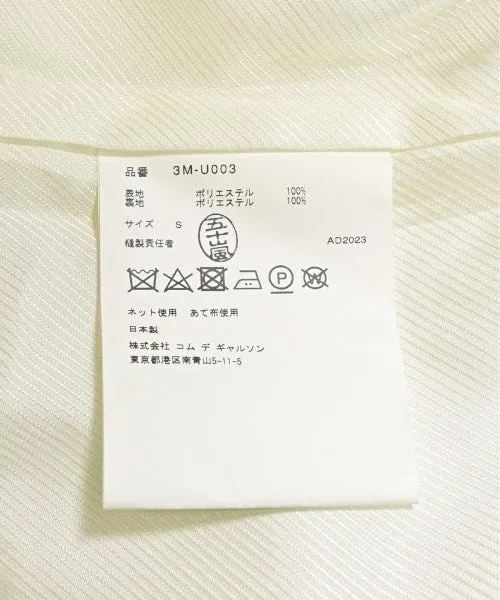 品番 3M-U003
表地 ポリエステル 100%
裏地 ポリエステル 100%
サイズ S
縫製責任者
AD2023
P
W
ネット使用 あて布使用
日本製
株式会社 コム デ ギャルソン
東京都港区南青山5-11-5